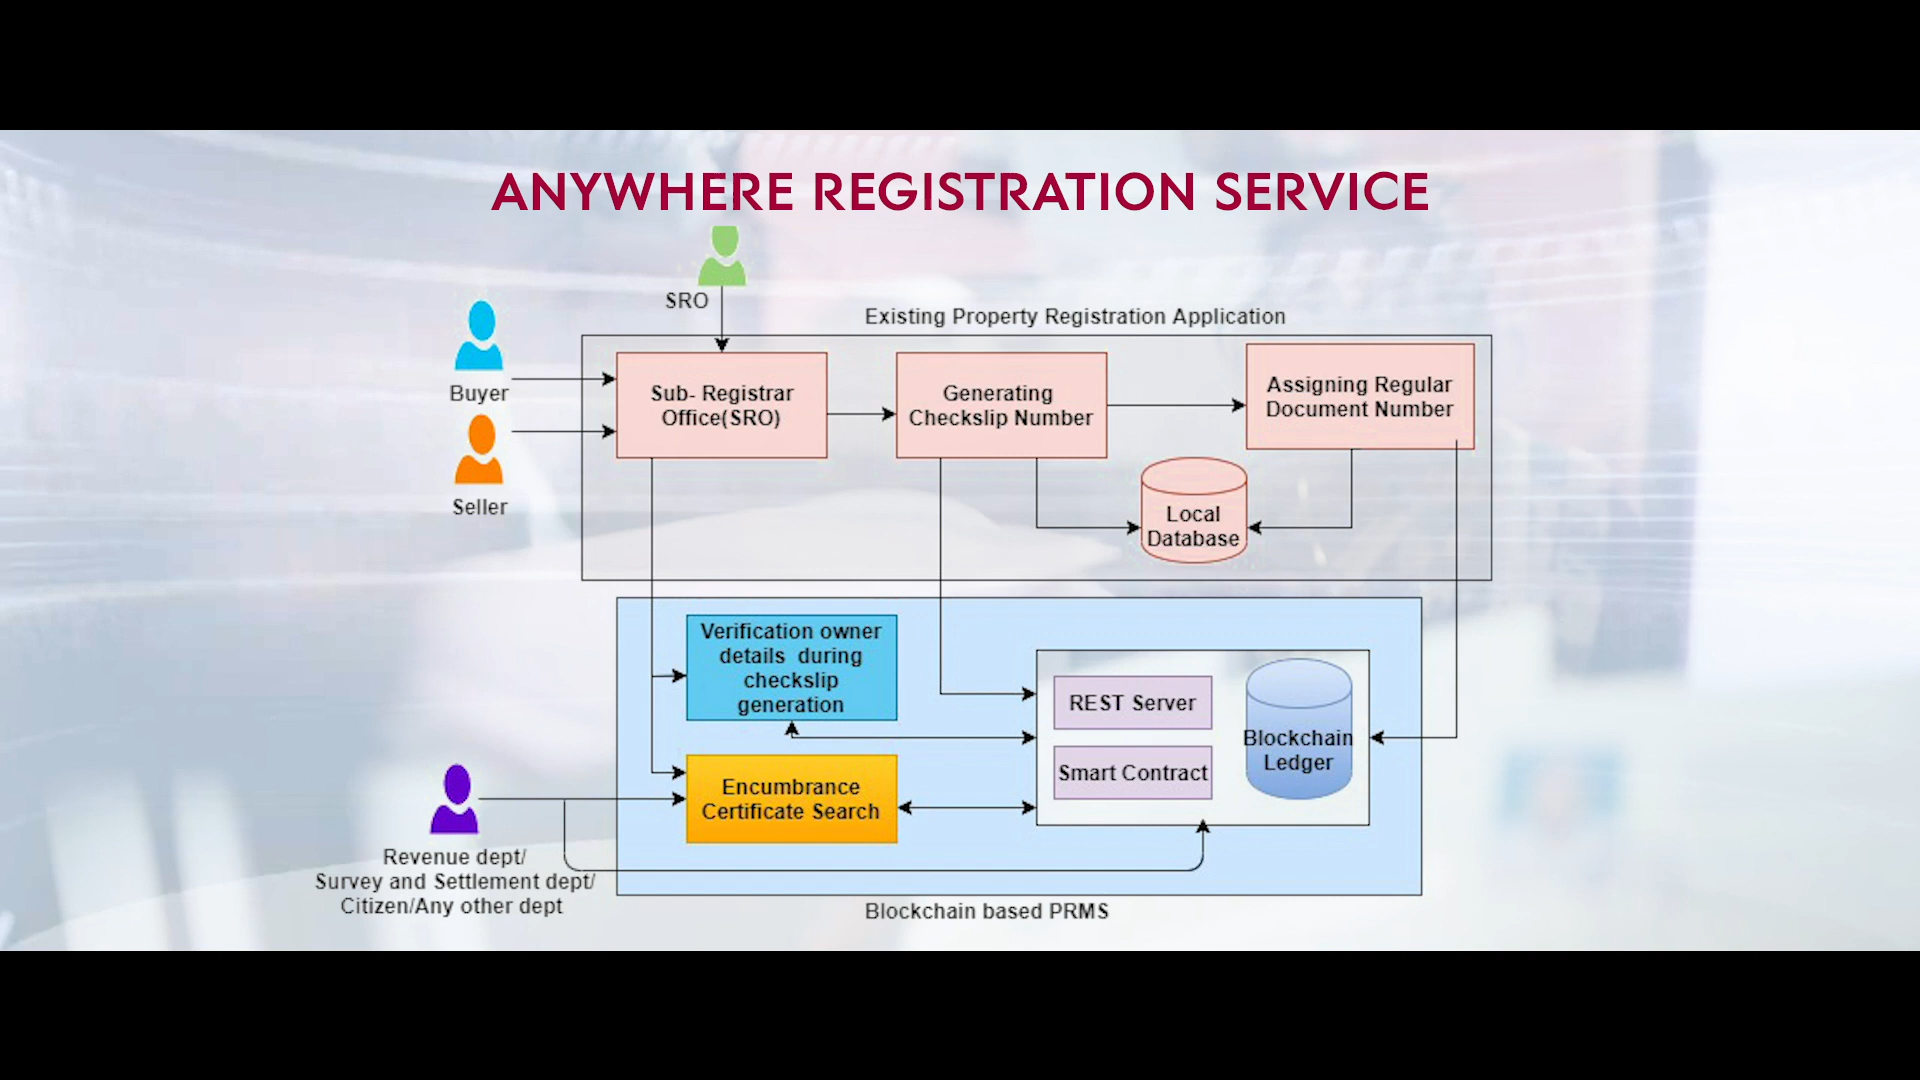 ANYWHERE REGISTRATION SERVICE
SRO
Existing Property Registration Application
Buyer
Seller
Sub- Registrar
Office(SRO)
Generating
Checkslip Number
Assigning Regular
Document Number
Local
Database
Verification owner
details during
checkslip
generation
REST Server
Smart Contract
Blockchain
Ledger
Encumbrance
Certificate Search
Revenue dept/
Survey and Settlement dept/
Citizen/Any other dept
Blockchain based PRMS